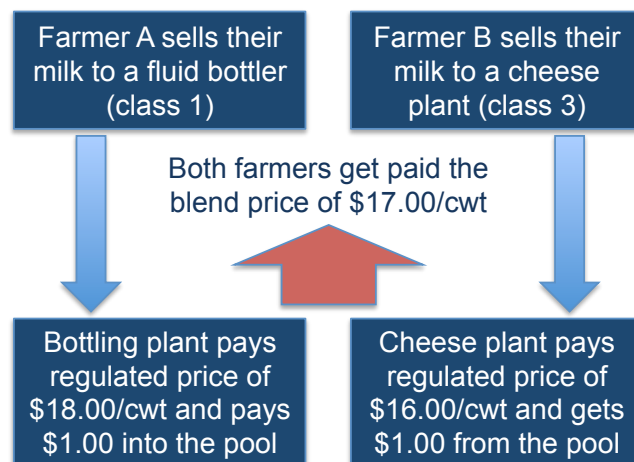 Farmer A sells their
milk to a fluid bottler
(class 1)
Farmer B sells their
milk to a cheese
plant (class 3)
Both farmers get paid the
blend price of $17.00/cwt
Bottling plant pays
regulated price of
$18.00/cwt and pays
$1.00 into the pool
Cheese plant pays
regulated price of
$16.00/cwt and gets
$1.00 from the pool